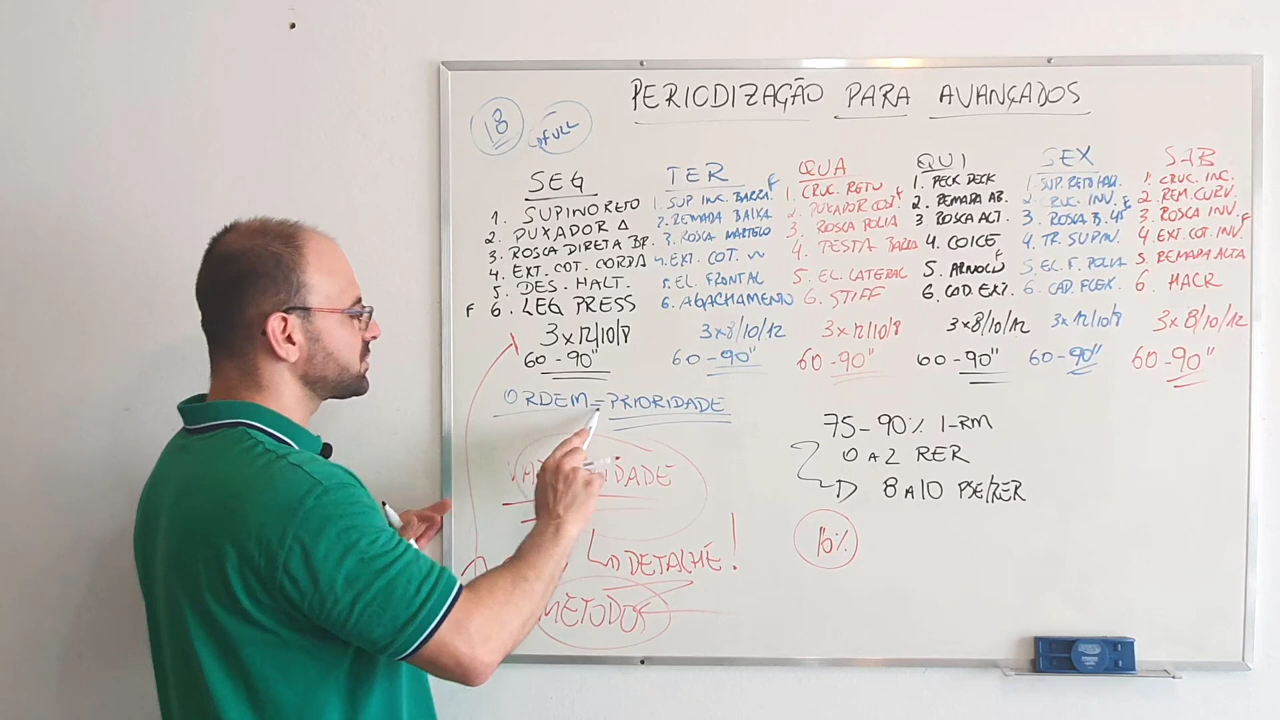 PERIODIZAÇÃO PARA AVANÇADOS
18
FULL
SEG
1. SUPINO RETO
2. PUXADOR Δ
3. ROSCA DIRETA BP.
4. EXT. COT. CORDA
5. DES. HALT.
F 6. LEG PRESS
3x12/10/8
60-90"
TER
F
1. SUP INC. BARRA.
2. REMADA BAIXA
3. ROSCA MARTELO
4. EXT. COT. W
5. EL. FRONTAL
6. AGACHAMENTO
3x8/10/12
60-90"
QUA
1. CRUC. RETO
2. PUXADOR COST F
3. ROSCA POLIA
4. TESTA BARRA
5. EL. LATERAL
6. STIFF
3x12/10/8
60-90"
QUI
1. PECK DECK
2. REMADA AB.
3. ROSCA ALT.
4. COICE
F
5. ARNOLD
6. CAD. EXT.
3x8/10/12
60-90"
SEX
1. SUP. RETO HAL.
2. CRUC. INV. F
3. ROSCA B. 45
4. TR. SUPIN.
5. EL. F. POLIA
6. CAD. FLEX.
3x12/10/8
60-90"
SAB
1. CRUC. INC.
2. REM. CURV.
3. ROSCA INV. F
4. EXT. COT. INV.
5. REMADA ALTA
6. HACK
3x8/10/12
60-90"
ORDEM = PRIORIDADE
DETALHE!
METODOS
75-90% 1-RM
0 A 2 RER
8 A 10 PSE/RER
16%